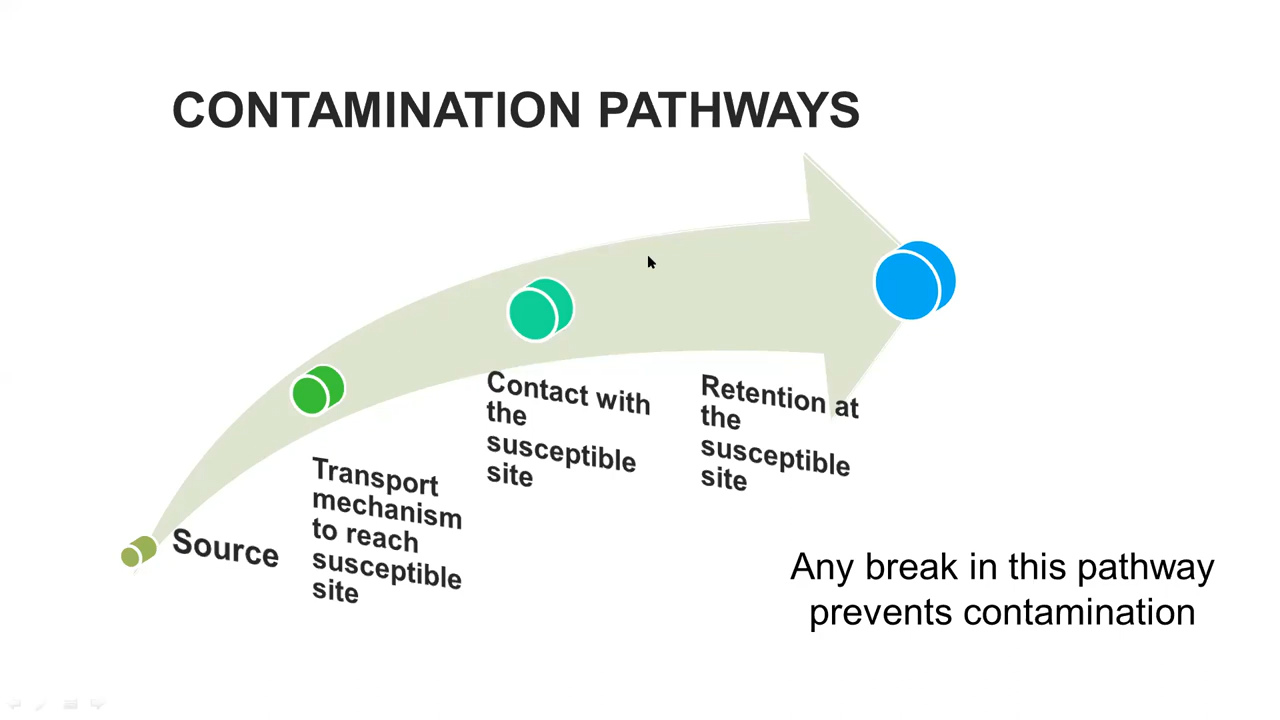 CONTAMINATION PATHWAYS
Source
Transport
mechanism
to reach
susceptible
site
Contact with
the
susceptible
site
Retention at
the
susceptible
site
Any break in this pathway
prevents contamination